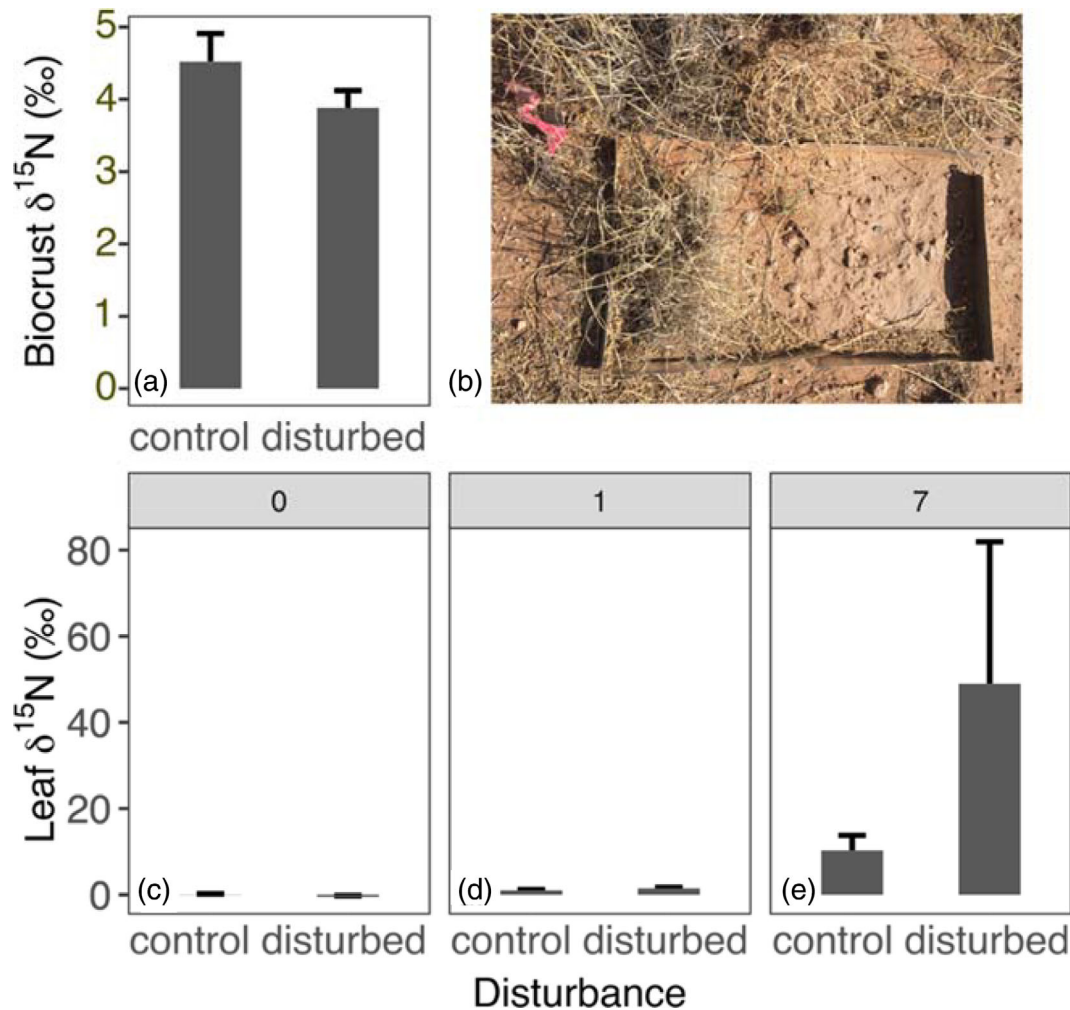 5
4
3
2
1
0
Biocrust δ¹⁵N (‰)
(a)
control disturbed
(b)
0
1
7
80
60
40
20
0
Leaf δ¹⁵N (‰)
(c)
(d)
(e)
control disturbed
control disturbed
control disturbed
Disturbance